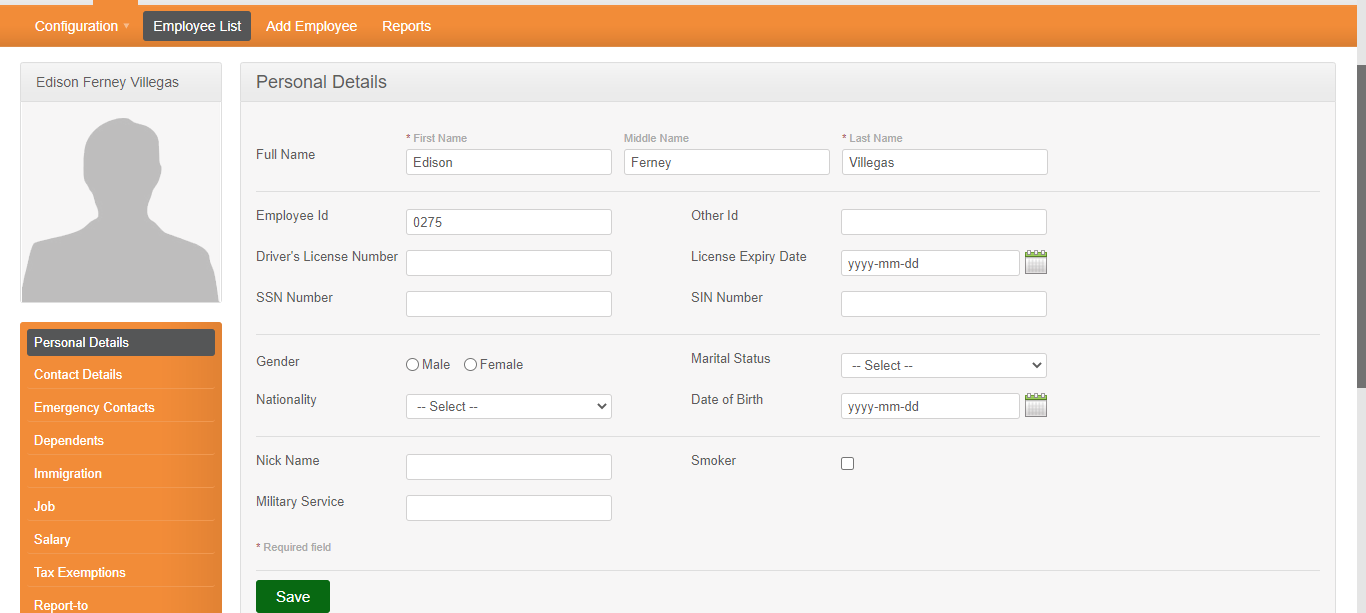 Configuration Employee List Add Employee Reports
Edison Ferney Villegas
Personal Details
Contact Details
Emergency Contacts
Dependents
Immigration
Job
Salary
Tax Exemptions
Report-to
Personal Details
* First Name Middle Name * Last Name
Full Name Edison Ferney Villegas
Employee Id 0275 Other Id
Driver's License Number License Expiry Date yyyy-mm-dd
SSN Number SIN Number
Gender Male Female Marital Status -- Select --
Nationality -- Select -- Date of Birth yyyy-mm-dd
Nick Name Smoker
Military Service
* Required field
Save